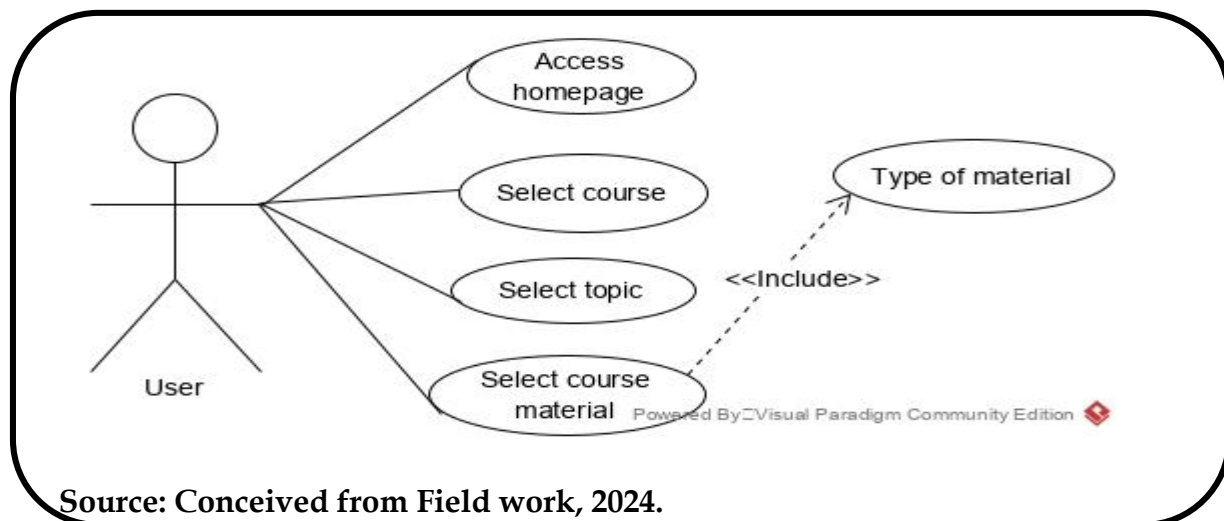 Access
homepage
Select course
Type of material
Select topic
<<Include>>
Select course
material
User
Powered By Visual Paradigm Community Edition
Source: Conceived from Field work, 2024.